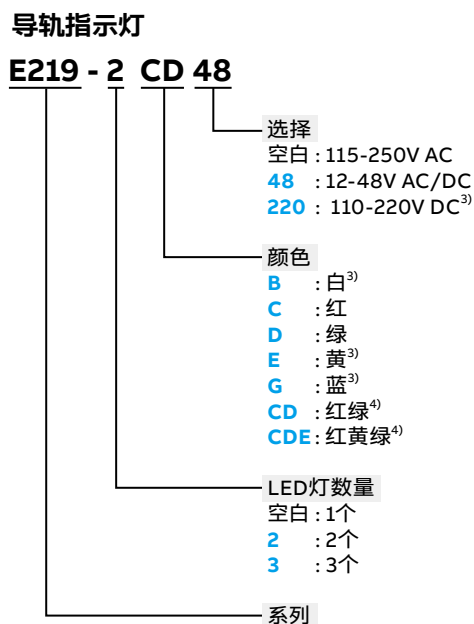 导轨指示灯
E219 - 2 CD 48
选择
空白 : 115-250V AC
48 : 12-48V AC/DC
220 : 110-220V DC3)
颜色
B : 白3)
C : 红
D : 绿
E : 黄3)
G : 蓝3)
CD : 红绿4)
CDE : 红黄绿4)
LED灯数量
空白 : 1个
2 : 2个
3 : 3个
系列